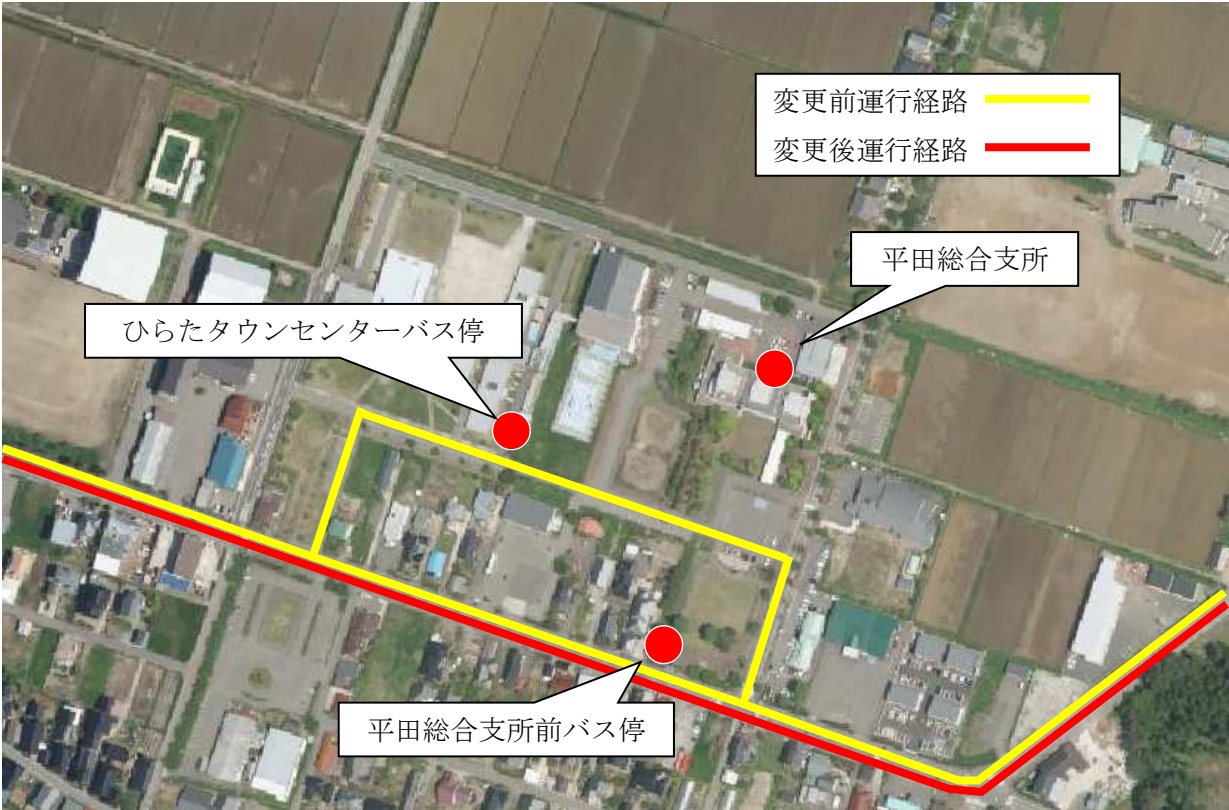 変更前運行経路
変更後運行経路
平田総合支所
ひらたタウンセンターバス停
平田総合支所前バス停